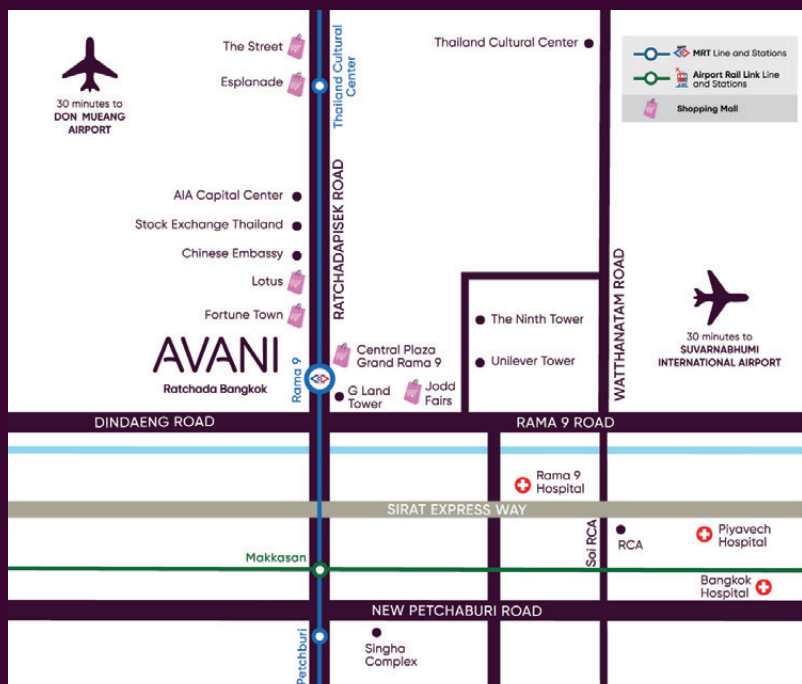 The Street
Esplanade
30 minutes to
DON MUEANG
AIRPORT
Thailand Cultural
Center
Thailand Cultural Center
MRT Line and Stations
Airport Rail Link Line
and Stations
Shopping Mall
AIA Capital Center
Stock Exchange Thailand
Chinese Embassy
Lotus
Fortune Town
RATCHADAPISEK ROAD
AVANI
Ratchada Bangkok
Rama 9
Central Plaza
Grand Rama 9
G Land
Tower
Jodd
Fairs
The Ninth Tower
Unilever Tower
WATTHANATAM ROAD
30 minutes to
SUVARNABHUMI
INTERNATIONAL AIRPORT
DINDAENG ROAD
RAMA 9 ROAD
Rama 9
Hospital
SIRAT EXPRESS WAY
Soi RCA
RCA
Piyavech
Hospital
Makkasan
Bangkok
Hospital
NEW PETCHABURI ROAD
Petchburi
Singha
Complex